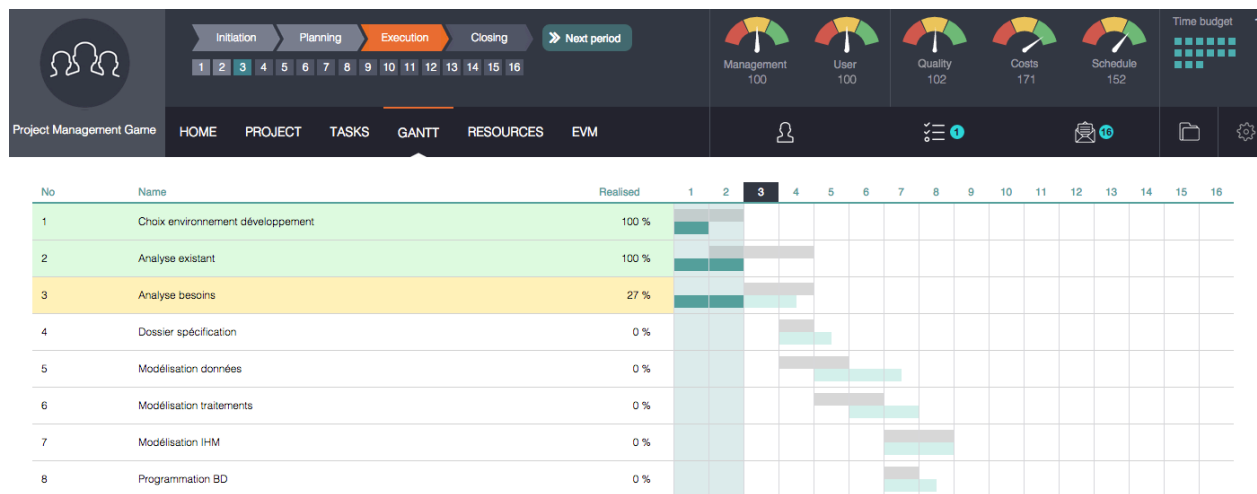 Initiation Planning Execution Closing Next period
1 2 3 4 5 6 7 8 9 10 11 12 13 14 15 16
Management
100
User
100
Quality
102
Costs
171
Schedule
152
Time budget
Project Management Game
HOME PROJECT TASKS GANTT RESOURCES EVM
1
16
No Name Realised 1 2 3 4 5 6 7 8 9 10 11 12 13 14 15 16
1 Choix environnement développement 100 %
2 Analyse existant 100 %
3 Analyse besoins 27 %
4 Dossier spécification 0 %
5 Modélisation données 0 %
6 Modélisation traitements 0 %
7 Modélisation IHM 0 %
8 Programmation BD 0 %